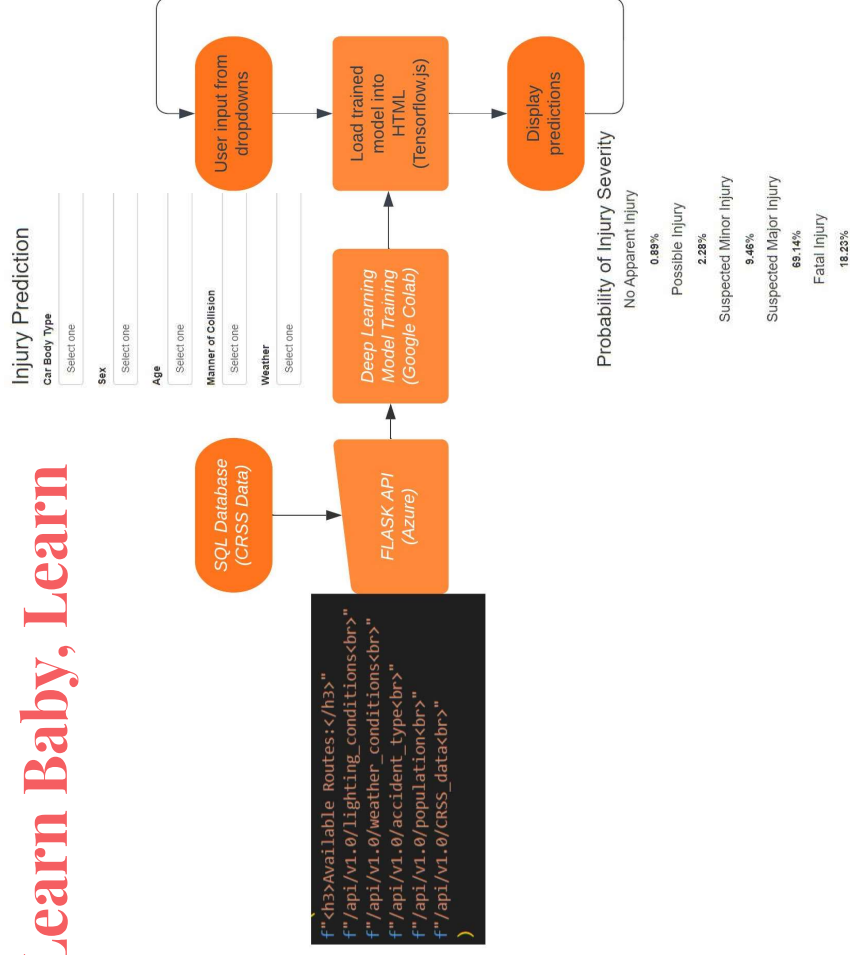 Learn Baby, Learn
f"<h3>Available Routes:</h3>"
f"/api/v1.0/lighting_conditions<br>"
f"/api/v1.0/weather_conditions<br>"
f"/api/v1.0/accident_type<br>"
f"/api/v1.0/population<br>"
f"/api/v1.0/CRSS_data<br>"
)
SQL Database
(CRSS Data)
FLASK API
(Azure)
Deep Learning
Model Training
(Google Colab)
Injury Prediction
Car Body Type
Select one
Sex
Select one
Age
Select one
Manner of Collision
Select one
Weather
Select one
User input from
dropdowns
Load trained
model into
HTML
(Tensorflow.js)
Display
predictions
Probability of Injury Severity
No Apparent Injury
0.89%
Possible Injury
2.28%
Suspected Minor Injury
9.46%
Suspected Major Injury
69.14%
Fatal Injury
18.23%